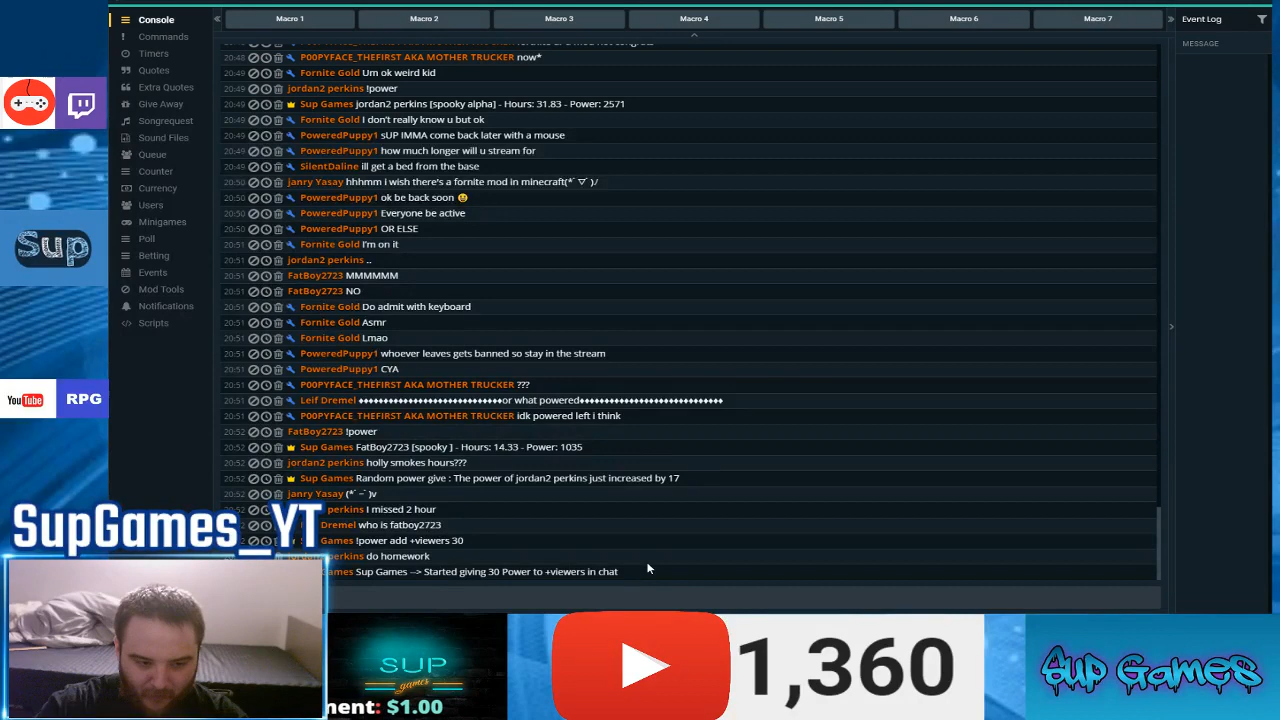 Console
Macro 1
Macro 2
Macro 3
Macro 4
Macro 5
Macro 6
Macro 7
Event Log
MESSAGE
Commands
Timers
Quotes
Extra Quotes
Give Away
Songrequest
Sound Files
Queue
Counter
Currency
Users
Minigames
Poll
Betting
Events
Mod Tools
Notifications
Scripts
20:48 P00PYFACE_THEFIRST AKA MOTHER TRUCKER now*
20:49 Fornite Gold Um ok weird kid
20:49 jordan2 perkins !power
20:49 Sup Games jordan2 perkins [spooky alpha] - Hours: 31.83 - Power: 2571
20:49 Fornite Gold I don't really know u but ok
20:49 PoweredPuppy1 sUP IMMA come back later with a mouse
20:49 PoweredPuppy1 how much longer will u stream for
20:49 SilentDaline ill get a bed from the base
20:50 janry Yasay hhhmm i wish there's a fornite mod in minecraft(*´▽`)/
20:50 PoweredPuppy1 ok be back soon
20:50 PoweredPuppy1 Everyone be active
20:50 PoweredPuppy1 OR ELSE
20:51 Fornite Gold I'm on it
20:51 jordan2 perkins ..
20:51 FatBoy2723 MMMMMM
20:51 FatBoy2723 NO
20:51 Fornite Gold Do admit with keyboard
20:51 Fornite Gold Asmr
20:51 Fornite Gold Lmao
20:51 PoweredPuppy1 whoever leaves gets banned so stay in the stream
20:51 PoweredPuppy1 CYA
20:51 P00PYFACE_THEFIRST AKA MOTHER TRUCKER ???
20:51 Leif Dremel or what powered
20:51 P00PYFACE_THEFIRST AKA MOTHER TRUCKER idk powered left i think
20:52 FatBoy2723 !power
20:52 Sup Games FatBoy2723 [spooky ] - Hours: 14.33 - Power: 1035
20:52 jordan2 perkins holly smokes hours???
20:52 Sup Games Random power give : The power of jordan2 perkins just increased by 17
20:52 janry Yasay (*´−`)v
perkins I missed 2 hour
Dremel who is fatboy2723
Games !power add +viewers 30
perkins do homework
Games Sup Games --> Started giving 30 Power to +viewers in chat
Sup
You Tube
RPG
SupGames_YT
SUP
games
ment: $1.00
1,360
Sup Games